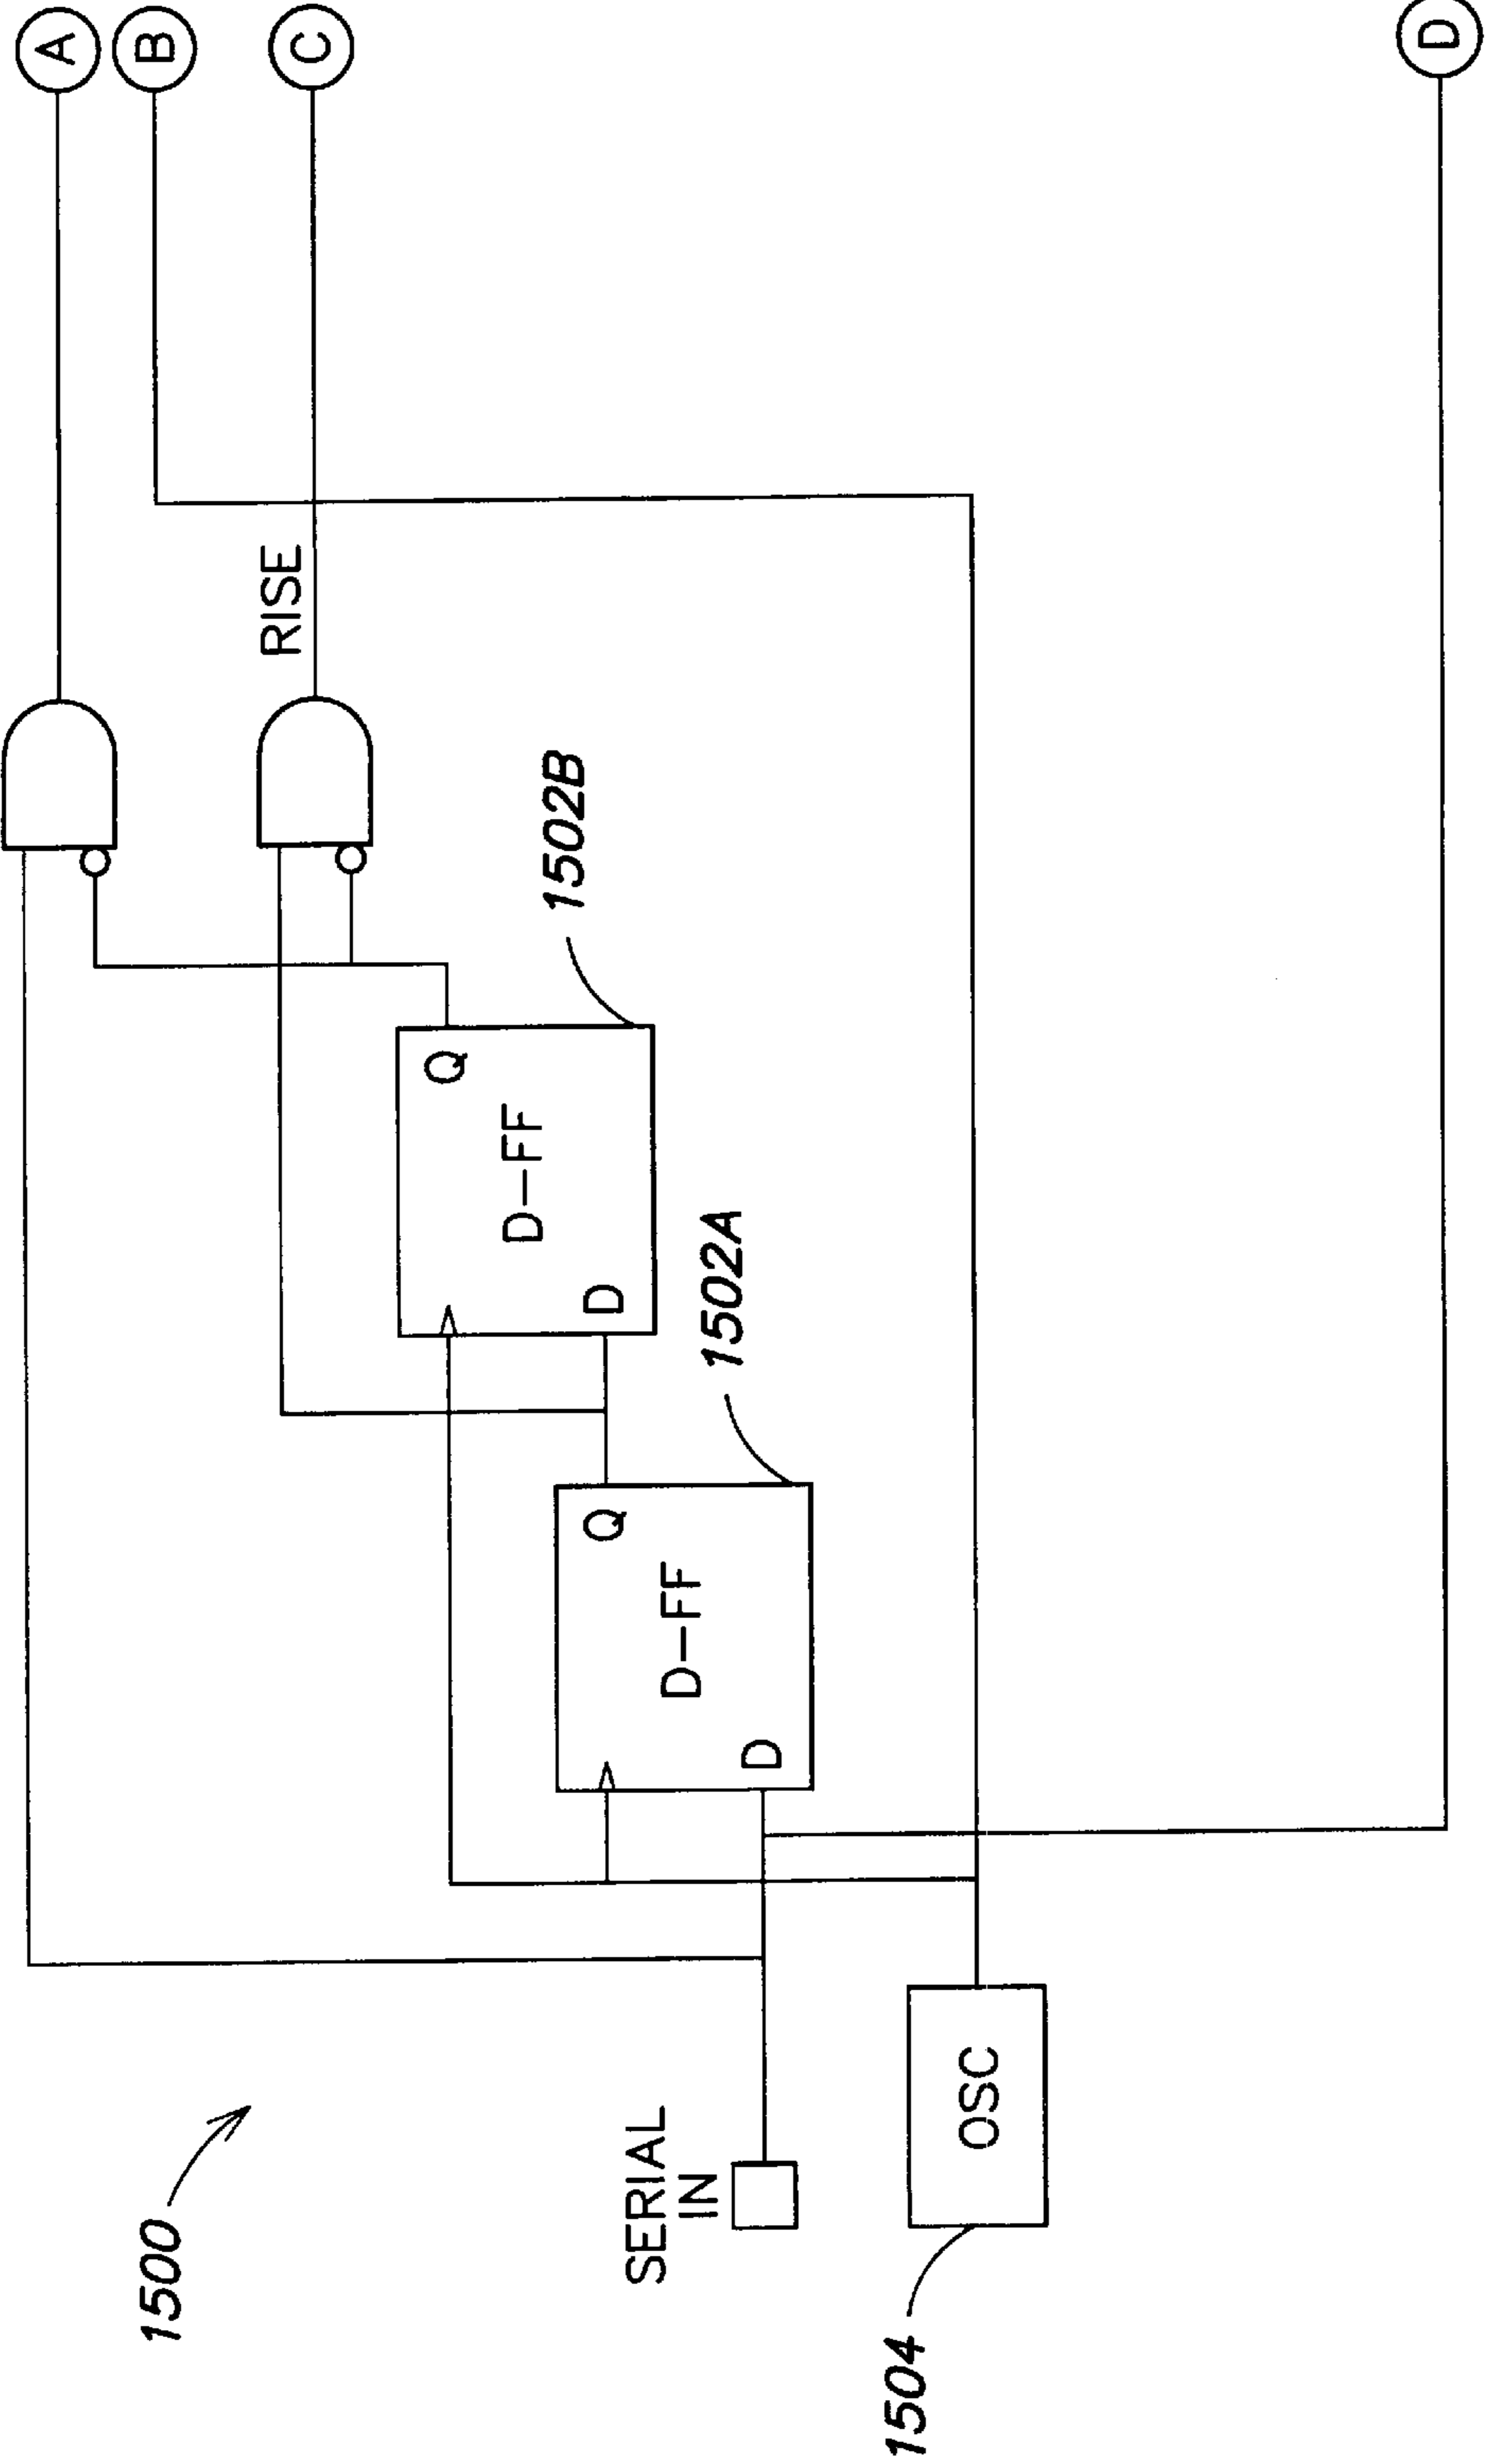 1500
SERIAL
IN
1504
OSC
D
D-FF
Q
1502A
D
D-FF
Q
1502B
RISE
A
B
C
D